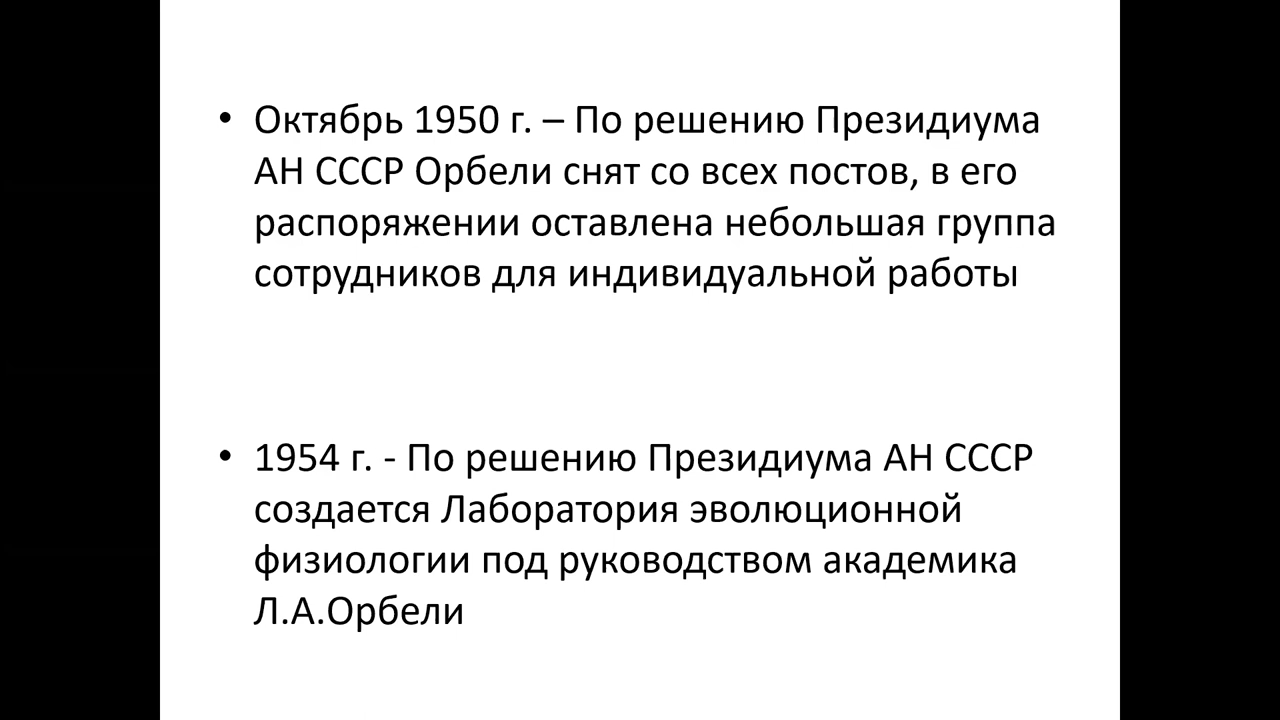 • Октябрь 1950 г. – По решению Президиума
АН СССР Орбели снят со всех постов, в его
распоряжении оставлена небольшая группа
сотрудников для индивидуальной работы
• 1954 г. - По решению Президиума АН СССР
создается Лаборатория эволюционной
физиологии под руководством академика
Л.А.Орбели